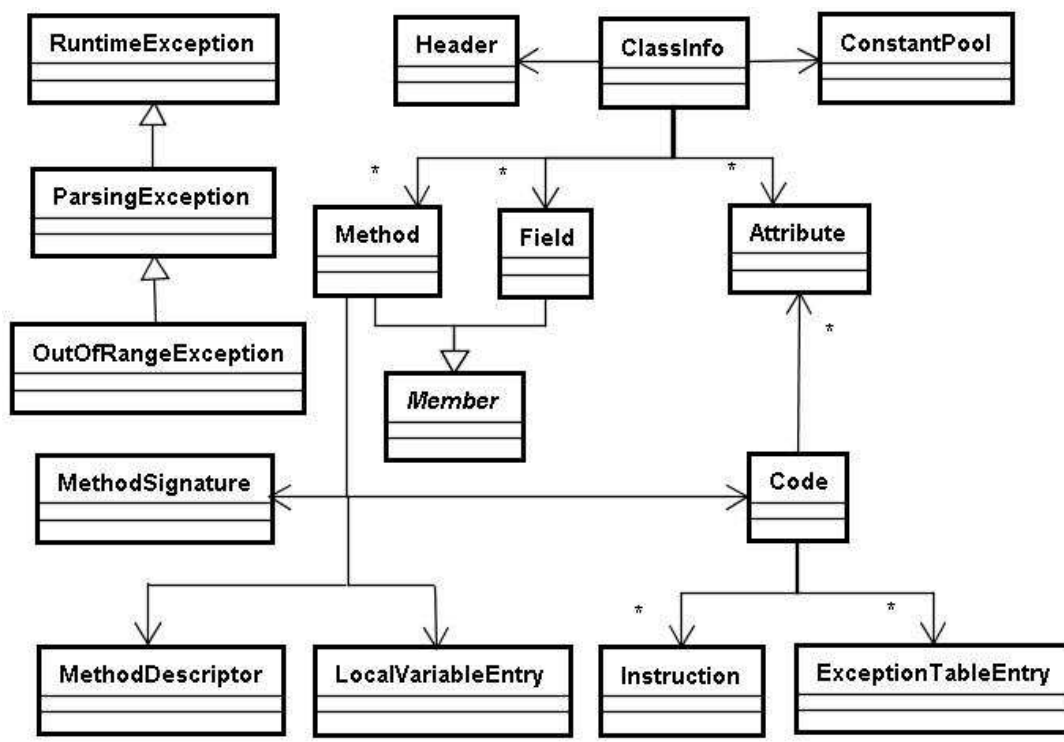 RuntimeException
Header
ClassInfo
ConstantPool
*
*
*
ParsingException
Method
Field
Attribute
*
OutOfRangeException
Member
MethodSignature
Code
*
*
MethodDescriptor
LocalVariableEntry
Instruction
ExceptionTableEntry